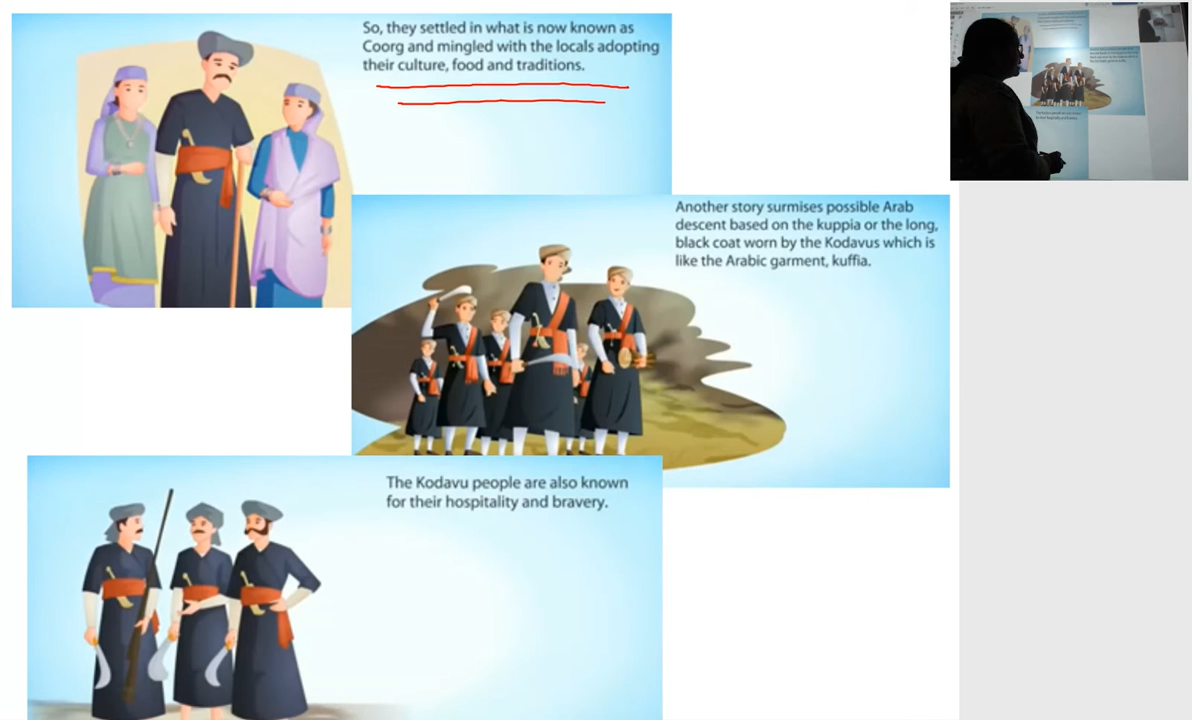 So, they settled in what is now known as
Coorg and mingled with the locals adopting
their culture, food and traditions.
Another story surmises possible Arab
descent based on the kuppia or the long,
black coat worn by the Kodavus which is
like the Arabic garment, kuffia.
The Kodavu people are also known
for their hospitality and bravery.